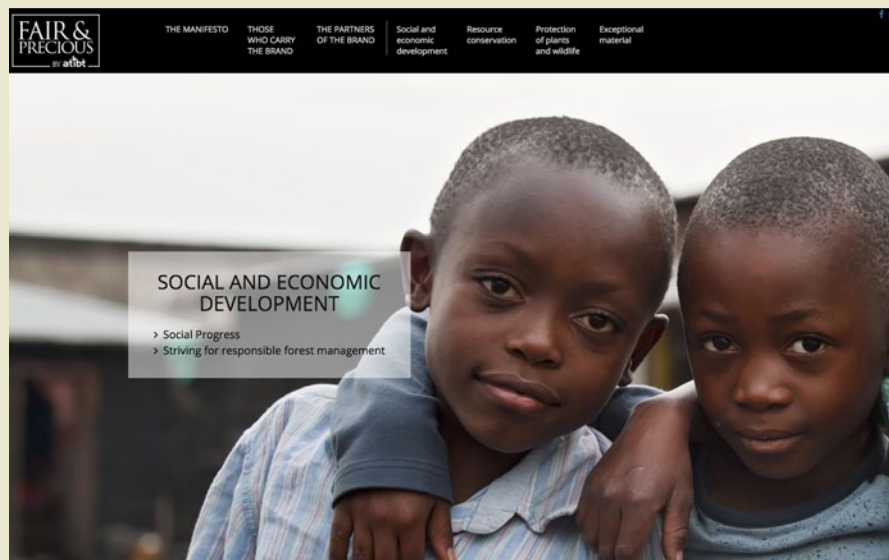 FAIR &
PRECIOUS
BY atibt
THE MANIFESTO
THOSE
WHO CARRY
THE BRAND
THE PARTNERS
OF THE BRAND
Social and
economic
development
Resource
conservation
Protection
of plants
and wildlife
Exceptional
material
f
SOCIAL AND ECONOMIC
DEVELOPMENT
> Social Progress
> Striving for responsible forest management